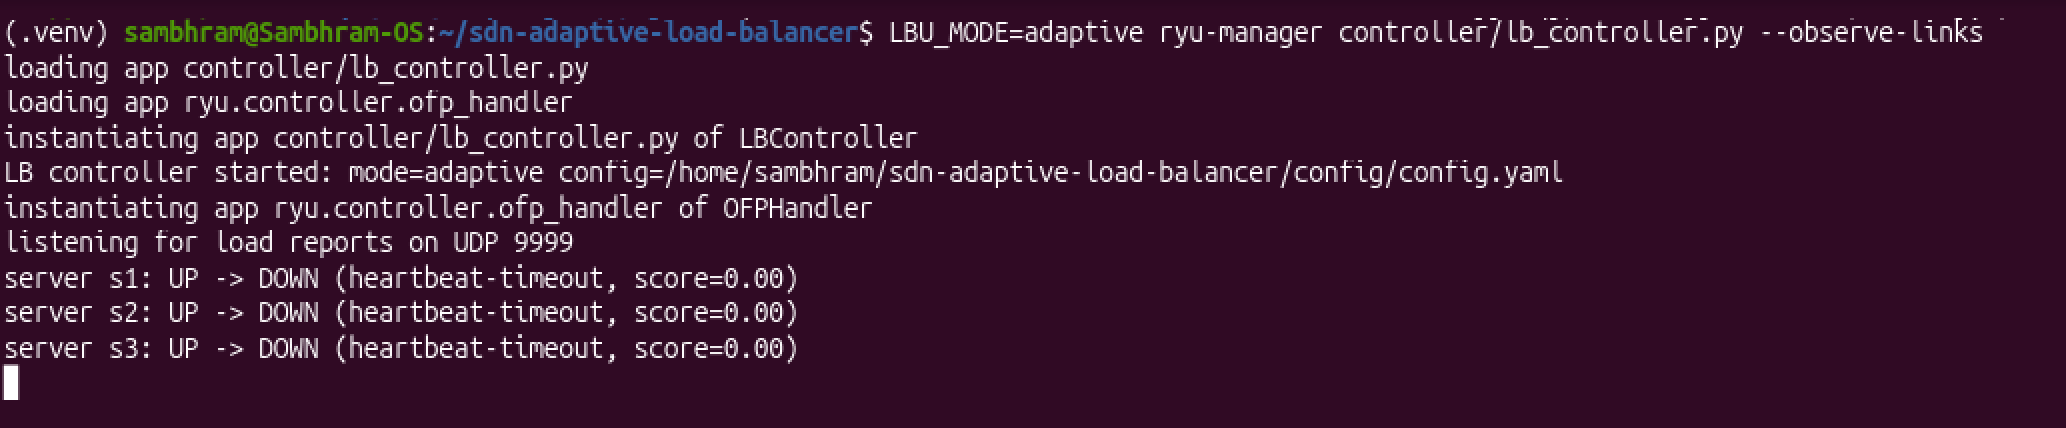 (.venv) sambhram@Sambhram-OS:~/sdn-adaptive-load-balancer$ LBU_MODE=adaptive ryu-manager controller/lb_controller.py --observe-links
loading app controller/lb_controller.py
loading app ryu.controller.ofp_handler
instantiating app controller/lb_controller.py of LBController
LB controller started: mode=adaptive config=/home/sambhram/sdn-adaptive-load-balancer/config/config.yaml
instantiating app ryu.controller.ofp_handler of OFPHandler
listening for load reports on UDP 9999
server s1: UP -> DOWN (heartbeat-timeout, score=0.00)
server s2: UP -> DOWN (heartbeat-timeout, score=0.00)
server s3: UP -> DOWN (heartbeat-timeout, score=0.00)